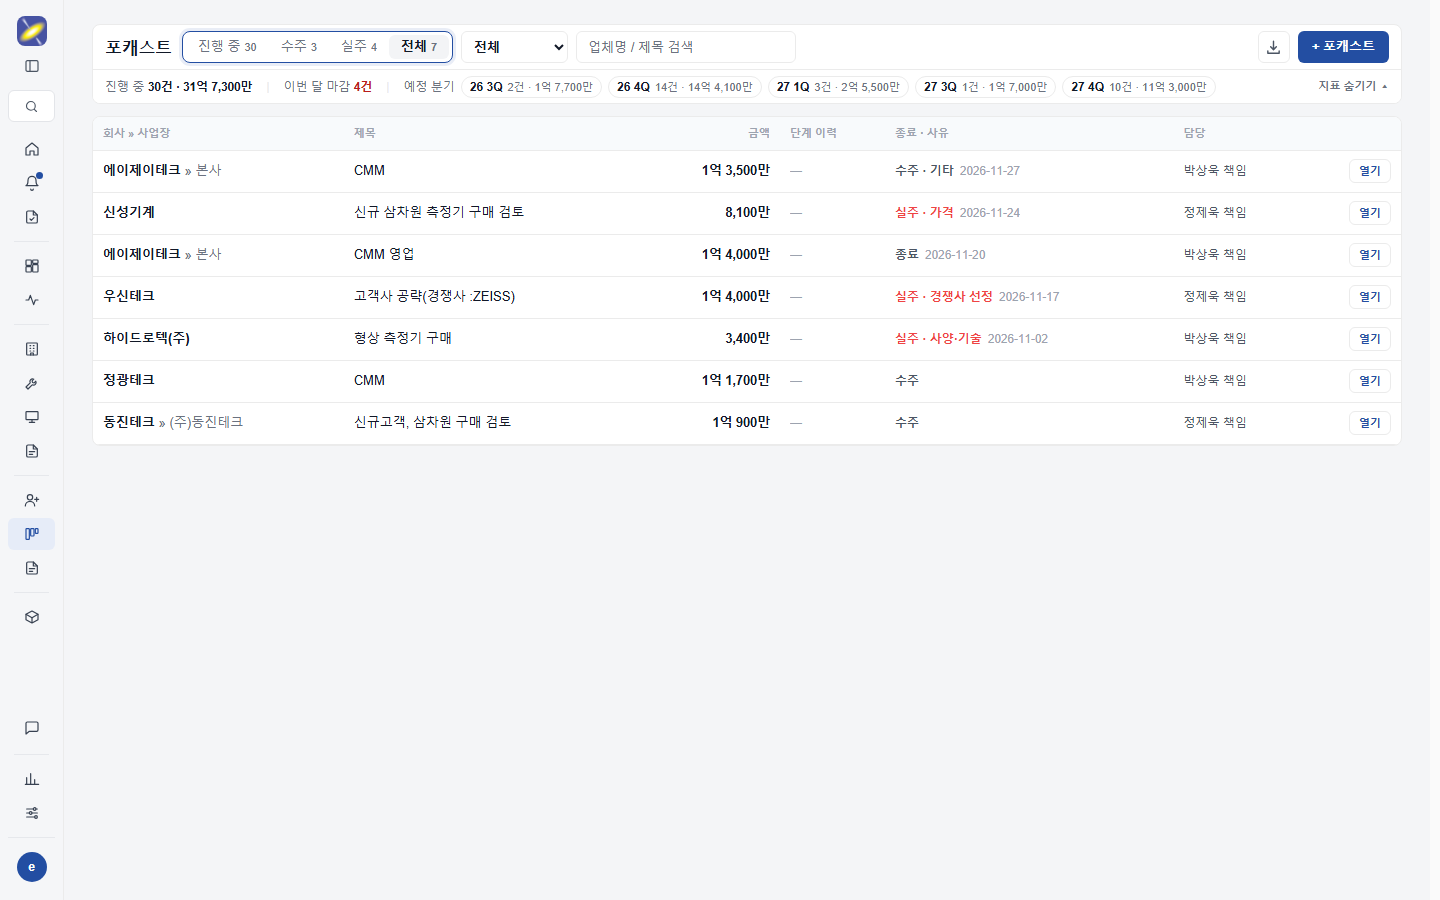 포캐스트 진행 중 30 수주 3 실주 4 전체 7 전체 업체명 / 제목 검색 + 포캐스트
진행 중 30건 · 31억 7,300만 이번 달 마감 4건 예정 분기 26 3Q 2건 · 1억 7,700만 26 4Q 14건 · 14억 4,100만 27 1Q 3건 · 2억 5,500만 27 3Q 1건 · 1억 7,000만 27 4Q 10건 · 11억 3,000만 지표 숨기기
회사 » 사업장 제목 금액 단계 이력 종료 · 사유 담당
에이제이테크 » 본사 CMM 1억 3,500만 — 수주 · 기타 2026-11-27 박상욱 책임 열기
신성기계 신규 삼차원 측정기 구매 검토 8,100만 — 실주 · 가격 2026-11-24 정제욱 책임 열기
에이제이테크 » 본사 CMM 영업 1억 4,000만 — 종료 2026-11-20 박상욱 책임 열기
우신테크 고객사 공략(경쟁사 :ZEISS) 1억 4,000만 — 실주 · 경쟁사 선정 2026-11-17 정제욱 책임 열기
하이드로텍(주) 형상 측정기 구매 3,400만 — 실주 · 사양·기술 2026-11-02 박상욱 책임 열기
정광테크 CMM 1억 1,700만 — 수주 박상욱 책임 열기
동진테크 » (주)동진테크 신규고객, 삼차원 구매 검토 1억 900만 — 수주 정제욱 책임 열기
e